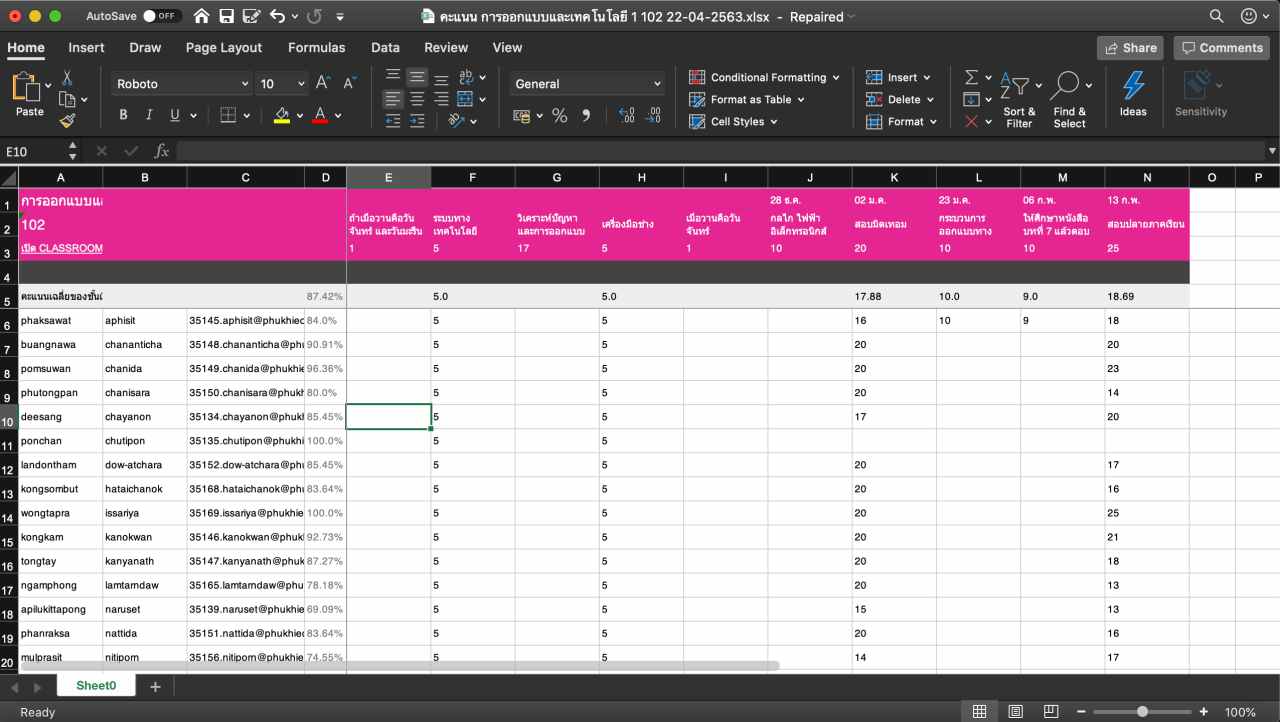 AutoSave OFF
คะแนน การออกแบบและเทคโนโลยี 1 102 22-04-2563.xlsx - Repaired
Home Insert Draw Page Layout Formulas Data Review View Share Comments
Paste
Roboto 10
B I U
General
Conditional Formatting
Format as Table
Cell Styles
Insert
Delete
Format
Sort & Filter
Find & Select
Ideas
Sensitivity
E10 fx
A B C D E F G H I J K L M N O P
1 การออกแบบและ 28 ธ.ค. 02 ม.ค. 23 ม.ค. 06 ก.พ. 13 ก.พ.
2 102 ถ้าเมื่อวานคือวันจันทร์ และวันมะรืน ระบบทางเทคโนโลยี วิเคราะห์ปัญหาและการออกแบบ เครื่องมือช่าง เมื่อวานคือวันจันทร์ กลไก ไฟฟ้า อิเล็กทรอนิกส์ สอบมิดเทอม กระบวนการออกแบบทาง ให้ศึกษาหนังสือ บทที่ 7 แล้วตอบ สอบปลายภาคเรียน
3 เปิด CLASSROOM 1 5 17 5 1 10 20 10 10 25
4
5 คะแนนเฉลี่ยของชั้น 87.42% 5.0 5.0 17.88 10.0 9.0 18.69
6 phaksawat aphisit 35145.aphisit@phukhiec 84.0% 5 5 16 10 9 18
7 buangnawa chananticha 35148.chananticha@phu 90.91% 5 5 20 20
8 pomsuwan chanida 35149.chanida@phukhie 96.36% 5 5 20 23
9 phutongpan chanisara 35150.chanisara@phukh 80.0% 5 5 20 14
10 deesang chayanon 35134.chayanon@phukh 85.45% 5 5 17 20
11 ponchan chutipon 35135.chutipon@phukhi 100.0% 5 5
12 landontham dow-atchara 35152.dow-atchara@phu 85.45% 5 5 20 17
13 kongsombut hataichanok 35168.hataichanok@phu 83.64% 5 5 20 16
14 wongtapra issariya 35169.issariya@phukhie 100.0% 5 5 20 25
15 kongkam kanokwan 35146.kanokwan@phuk 92.73% 5 5 20 21
16 tongtay kanyanath 35147.kanyanath@phuk 87.27% 5 5 20 18
17 ngamphong lamtarndaw 35165.lamtarndaw@phu 78.18% 5 5 20 13
18 apilukittapong naruset 35139.naruset@phukhie 69.09% 5 5 15 13
19 phanraksa nattida 35151.nattida@phukhiec 83.64% 5 5 20 16
20 mulprasit nitiporn 35156.nitiporn@phukhie 74.55% 5 5 14 17
Sheet0
Ready 100%